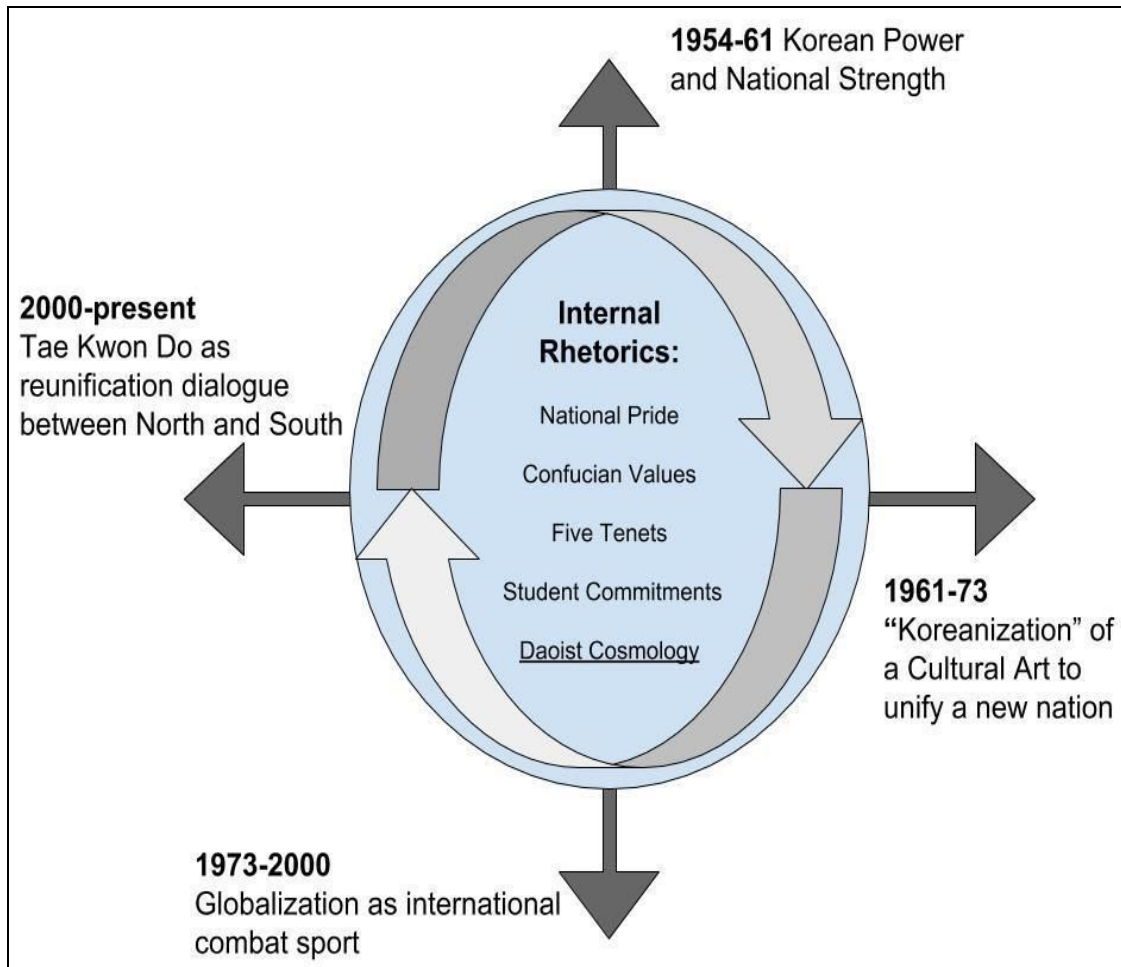 1954-61 Korean Power
and National Strength
2000-present
Tae Kwon Do as
reunification dialogue
between North and South
Internal
Rhetorics:
National Pride
Confucian Values
Five Tenets
Student Commitments
Daoist Cosmology
1961-73
“Koreanization” of
a Cultural Art to
unify a new nation
1973-2000
Globalization as international
combat sport